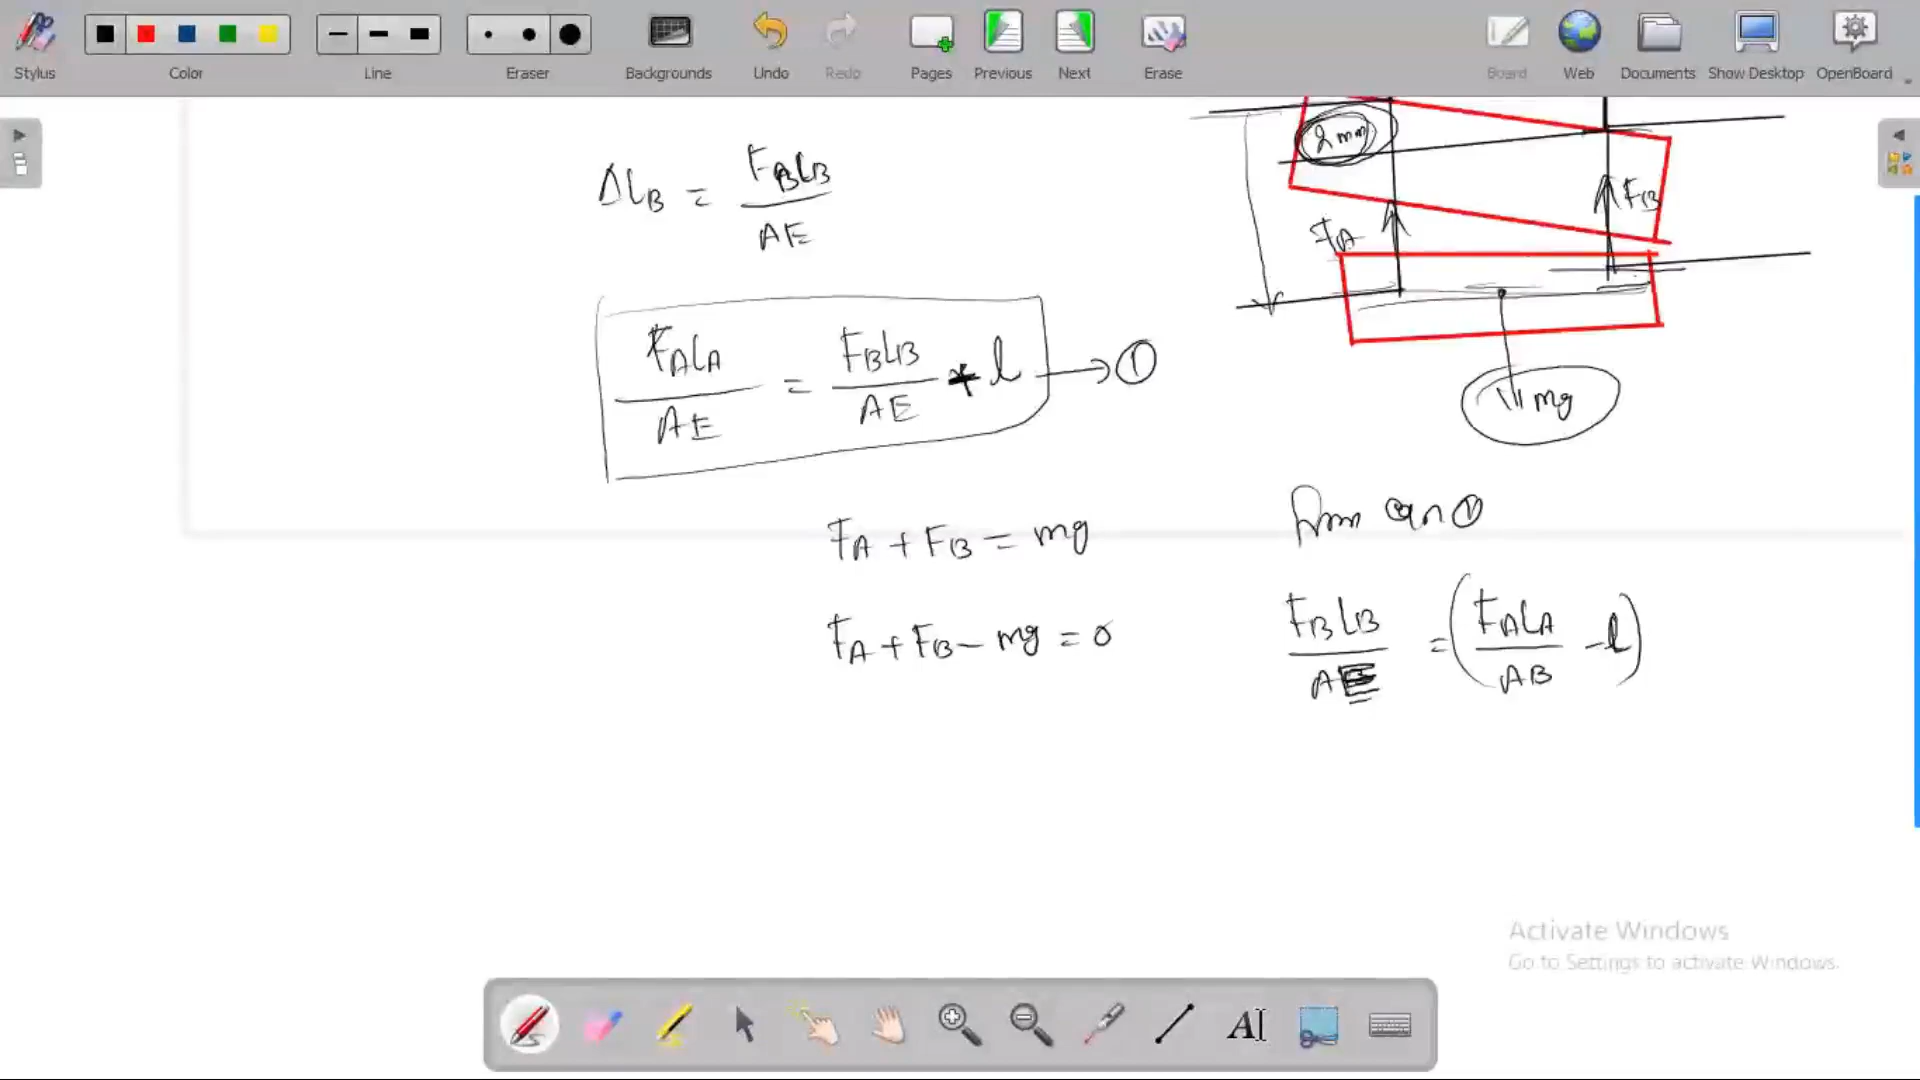 Stylus
Color
Line
Eraser
Backgrounds
Undo
Redo
Pages
Previous
Next
Erase
Board
Web
Documents
Show Desktop
OpenBoard
2mm
ΔLB = FBLB / AE
FA
FB
FALA / AE = FBLB / AE + l → ①
mg
FA + FB = mg
from eqn ①
FA + FB - mg = 0
FBLB / AE = (FALA / AB - l)
Activate Windows
Go to Settings to activate Windows.